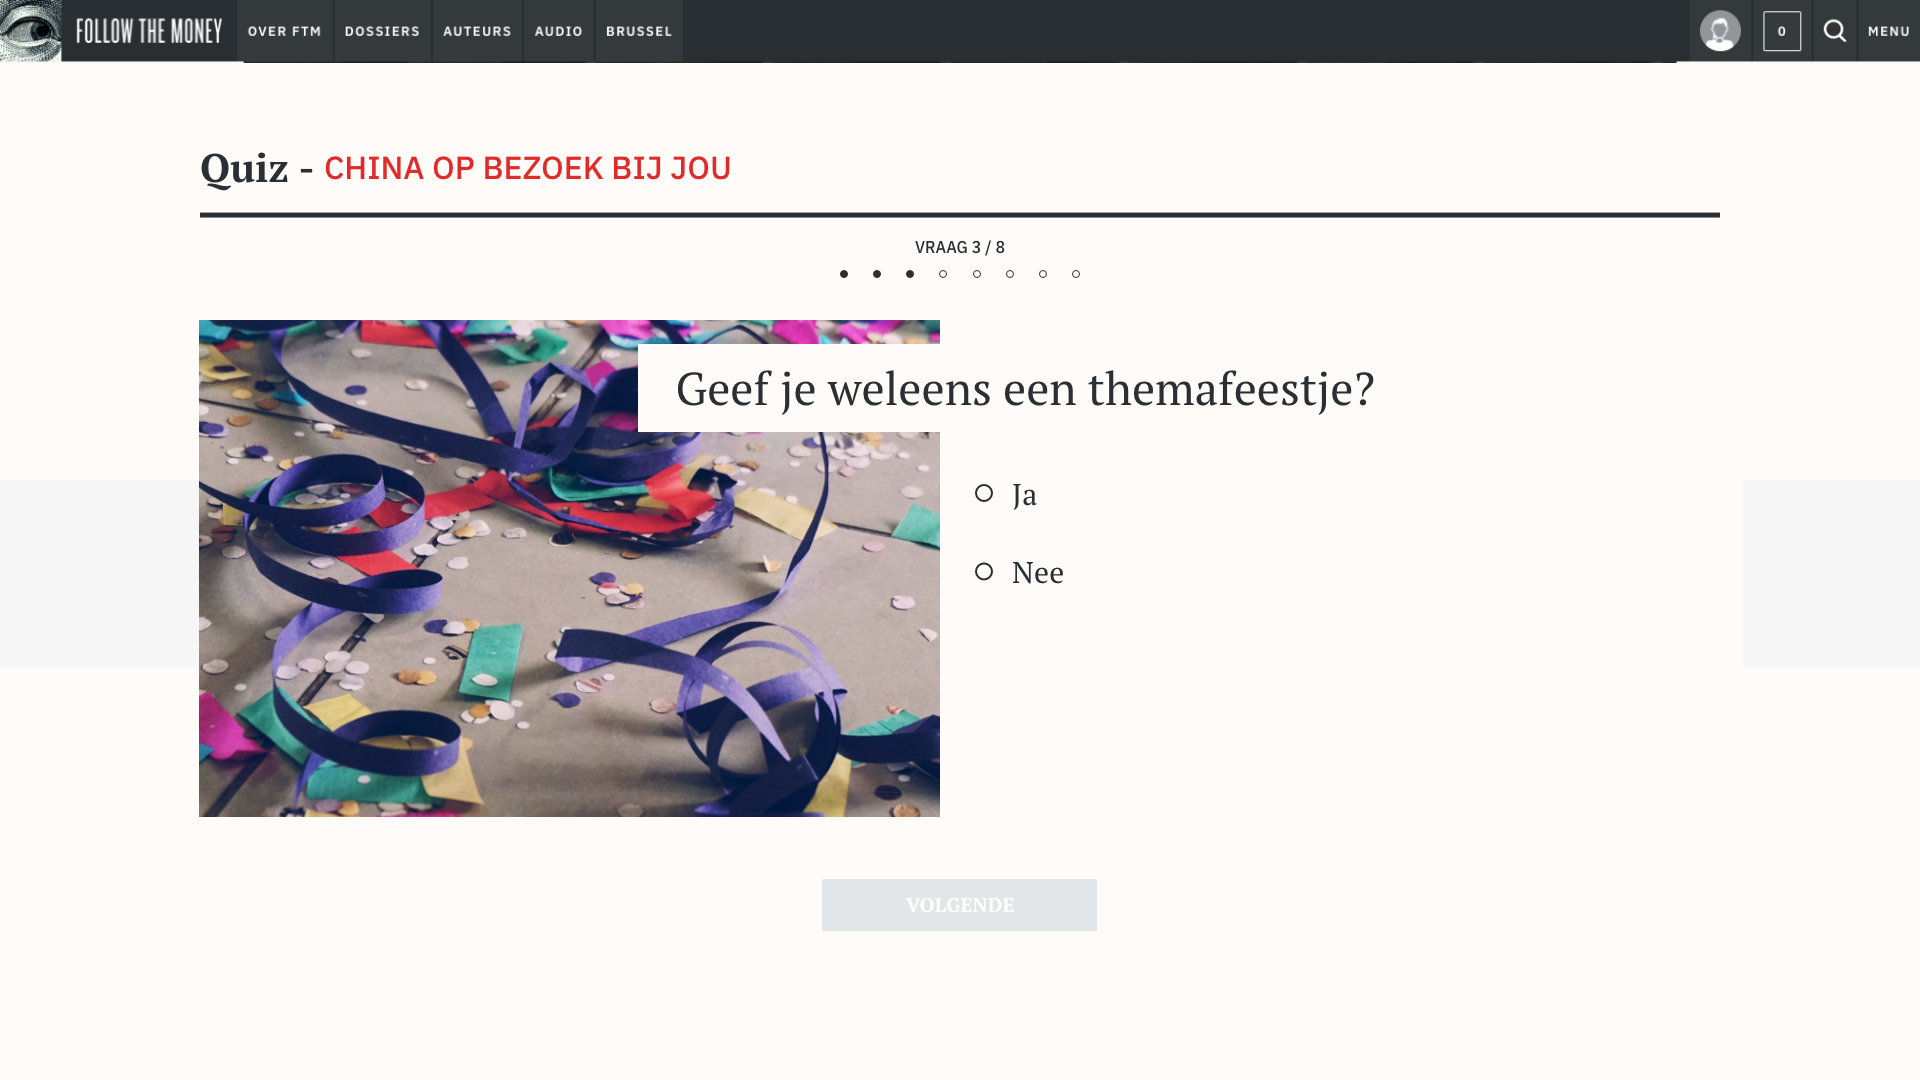 FOLLOW THE MONEY
OVER FTM
DOSSIERS
AUTEURS
AUDIO
BRUSSEL
0
MENU
Quiz - CHINA OP BEZOEK BIJ JOU
VRAAG 3 / 8
Geef je weleens een themafeestje?
Ja
Nee
VOLGENDE